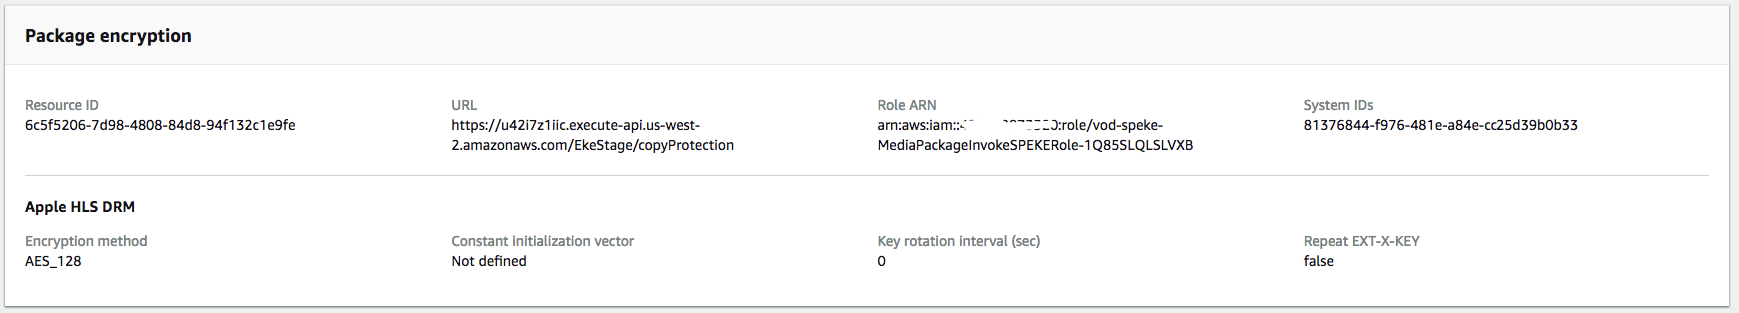 Package encryption
Resource ID
6c5f5206-7d98-4808-84d8-94f132c1e9fe
URL
https://u42i7z1iic.execute-api.us-west-
2.amazonaws.com/EkeStage/copyProtection
Role ARN
arn:aws:iam:: :role/vod-speke-
MediaPackageInvokeSPEKERole-1Q85SLQLSLVXB
System IDs
81376844-f976-481e-a84e-cc25d39b0b33
Apple HLS DRM
Encryption method
AES_128
Constant initialization vector
Not defined
Key rotation interval (sec)
0
Repeat EXT-X-KEY
false